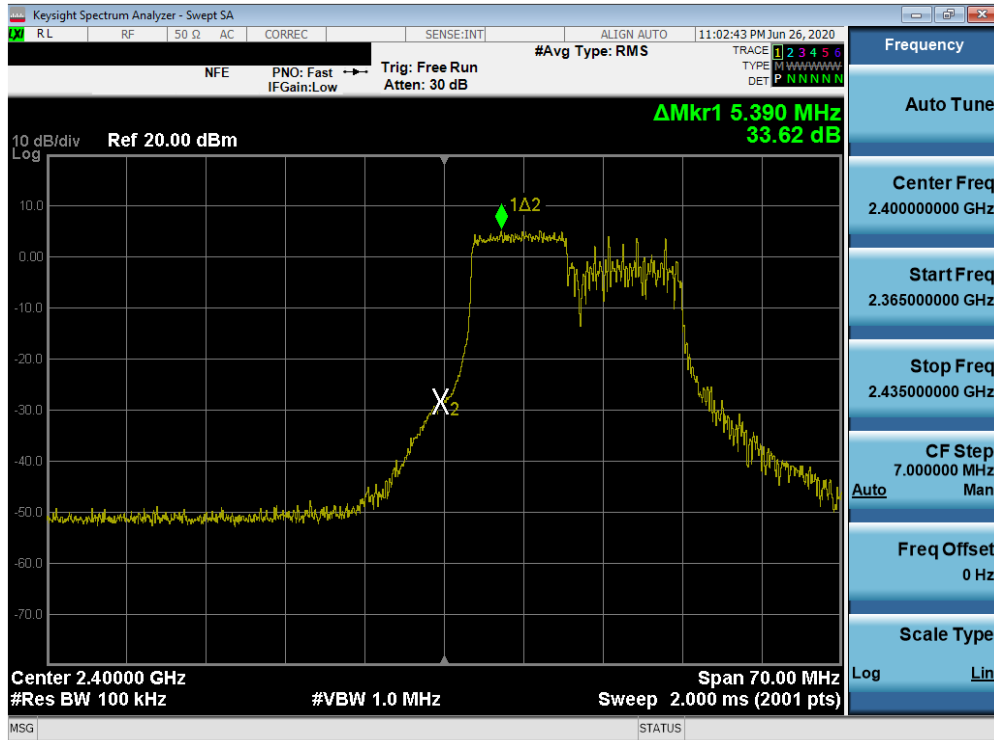 Keysight Spectrum Analyzer - Swept SA
LXI RL RF 50 Ω AC CORREC SENSE:INT ALIGN AUTO 11:02:43 PM Jun 26, 2020
NFE PNO: Fast Trig: Free Run #Avg Type: RMS TRACE 1 2 3 4 5 6
IFGain:Low Atten: 30 dB TYPE M WWWWW
DET P N N N N N
ΔMkr1 5.390 MHz
33.62 dB
10 dB/div Ref 20.00 dBm
Log
1Δ2
10.0
0.00
-10.0
-20.0
-30.0
2
-40.0
-50.0
-60.0
-70.0
Center 2.40000 GHz Span 70.00 MHz
#Res BW 100 kHz #VBW 1.0 MHz Sweep 2.000 ms (2001 pts)
MSG STATUS
Frequency
Auto Tune
Center Freq
2.400000000 GHz
Start Freq
2.365000000 GHz
Stop Freq
2.435000000 GHz
CF Step
7.000000 MHz
Auto Man
Freq Offset
0 Hz
Scale Type
Log Lin